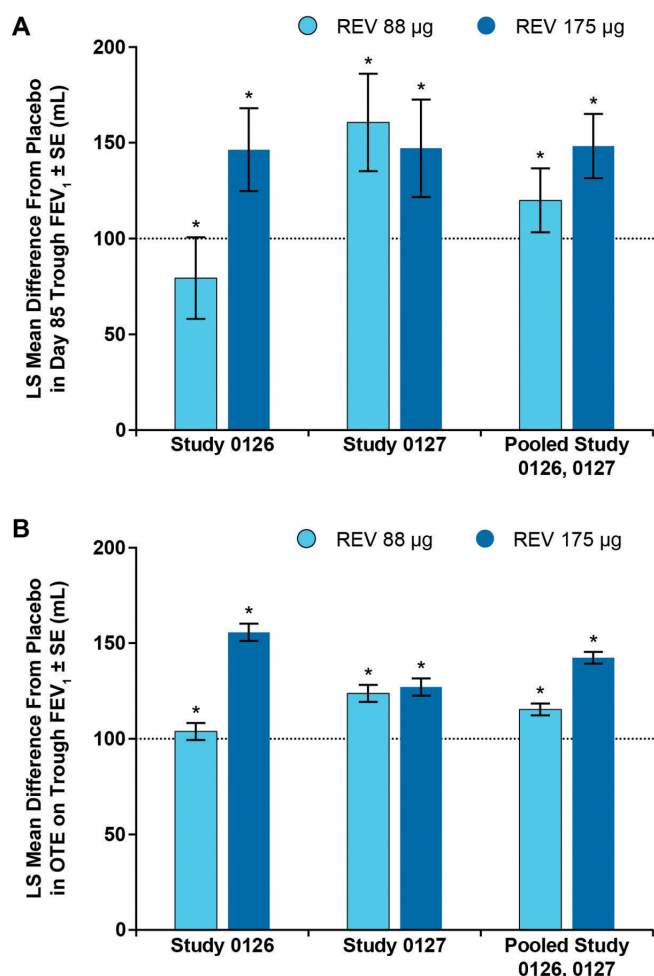 A
REV 88 µg
REV 175 µg
LS Mean Difference From Placebo
in Day 85 Trough FEV₁ ± SE (mL)
200
150
100
50
0
*
*
*
*
*
*
Study 0126
Study 0127
Pooled Study
0126, 0127
B
REV 88 µg
REV 175 µg
LS Mean Difference From Placebo
in OTE on Trough FEV₁ ± SE (mL)
200
150
100
50
0
*
*
*
*
*
*
Study 0126
Study 0127
Pooled Study
0126, 0127